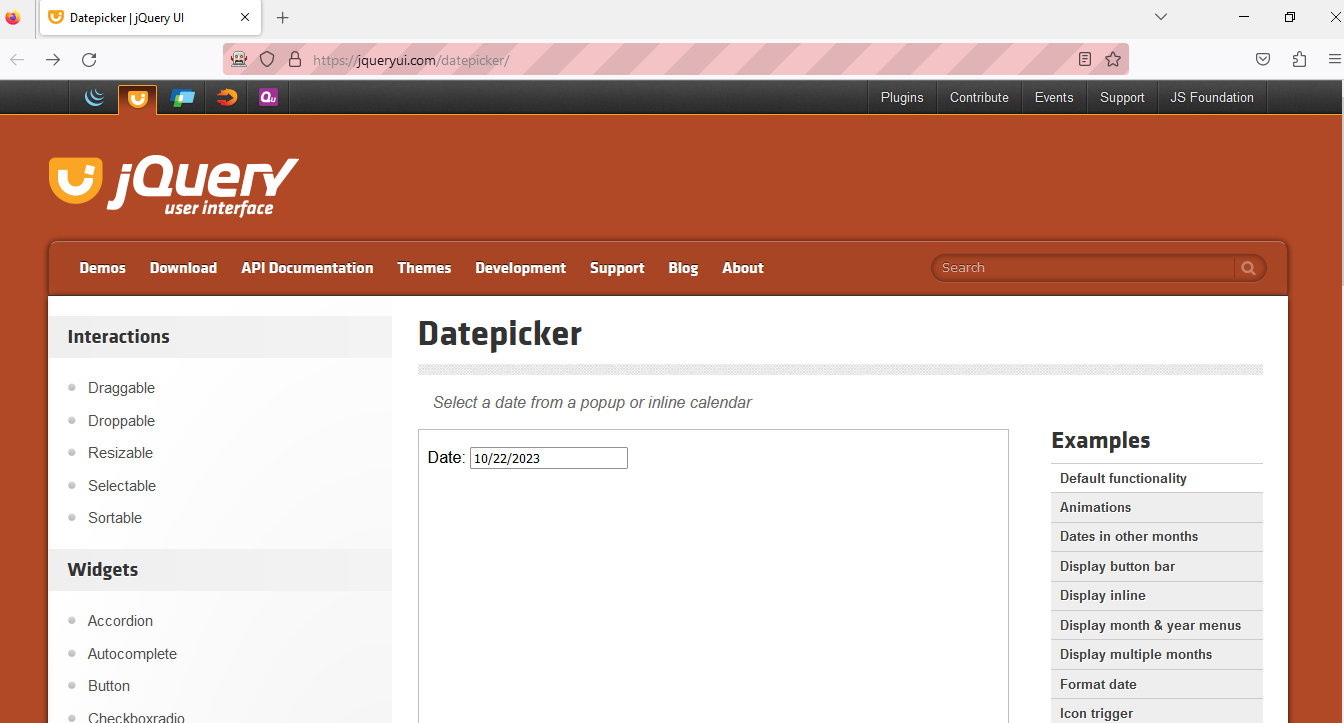 Datepicker | jQuery UI
https://jqueryui.com/datepicker/
Qu
Plugins Contribute Events Support JS Foundation
jQuery
user interface
Demos Download API Documentation Themes Development Support Blog About Search
Interactions
Draggable
Droppable
Resizable
Selectable
Sortable
Widgets
Accordion
Autocomplete
Button
Checkboxradio
Datepicker
Select a date from a popup or inline calendar
Date: 10/22/2023
Examples
Default functionality
Animations
Dates in other months
Display button bar
Display inline
Display month & year menus
Display multiple months
Format date
Icon trigger